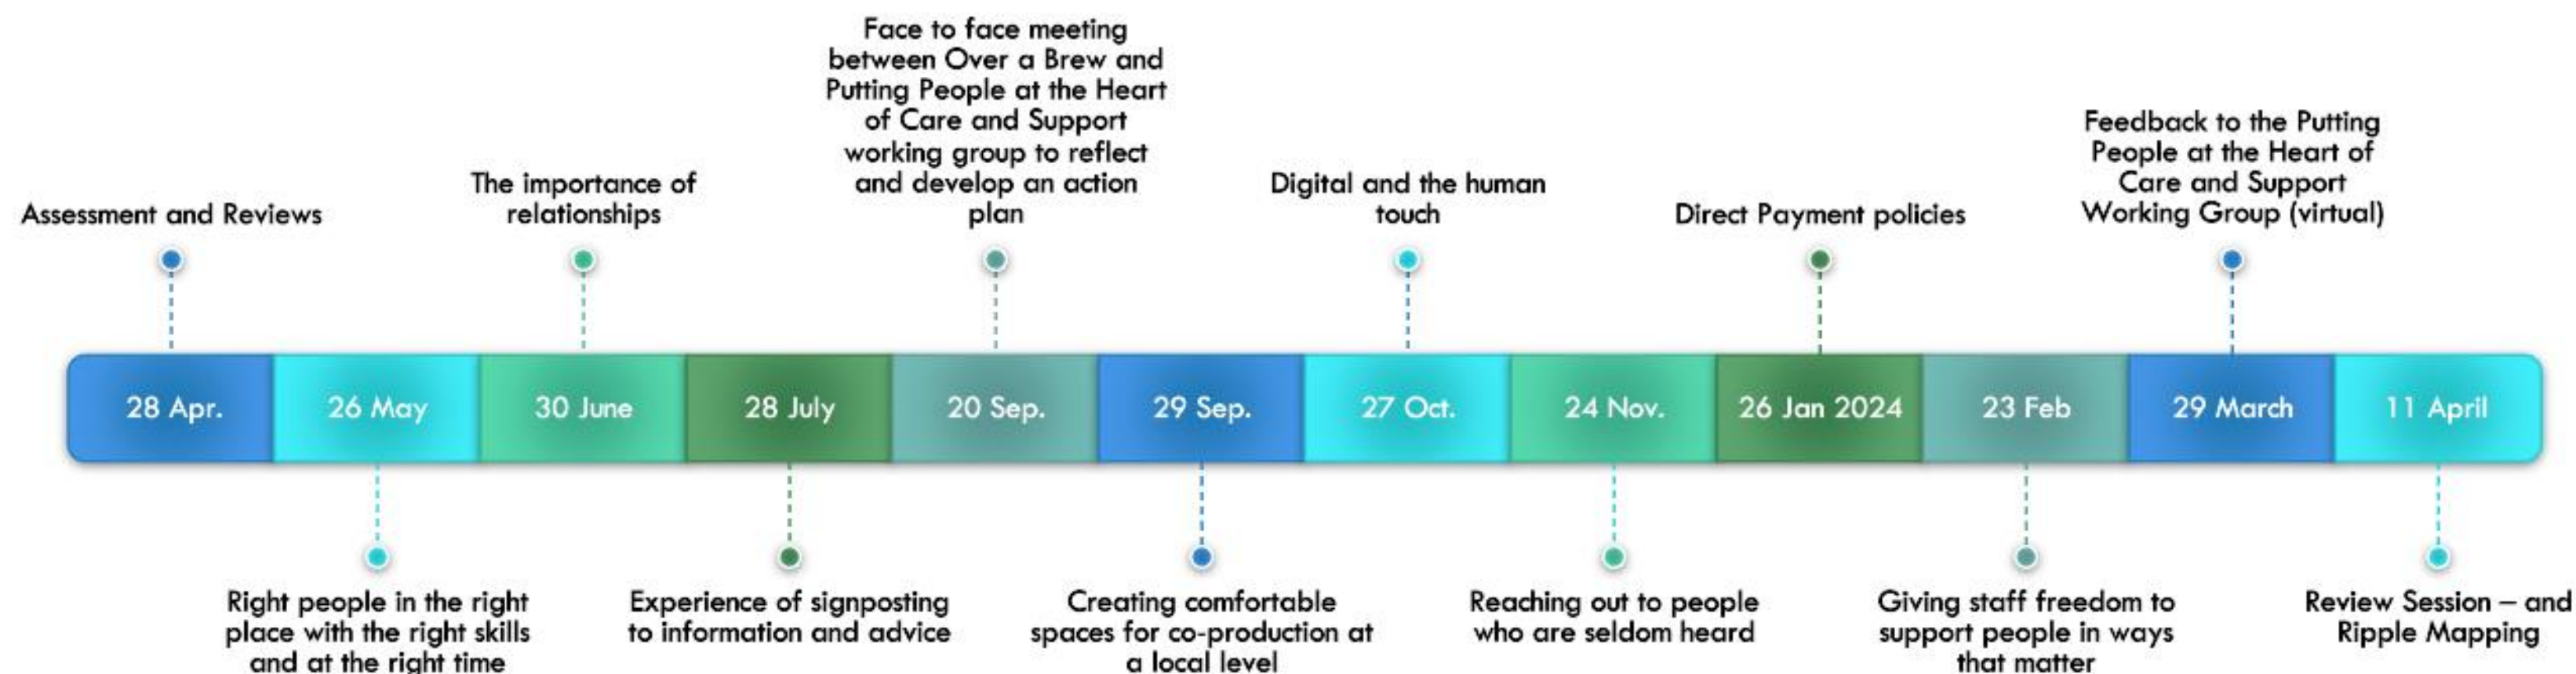 Face to face meeting
between Over a Brew and
Putting People at the Heart
of Care and Support
working group to reflect
and develop an action
plan
Feedback to the Putting
People at the Heart of
Care and Support
Working Group (virtual)
Assessment and Reviews
The importance of
relationships
Digital and the human
touch
Direct Payment policies
28 Apr.
26 May
30 June
28 July
20 Sep.
29 Sep.
27 Oct.
24 Nov.
26 Jan 2024
23 Feb
29 March
11 April
Right people in the right
place with the right skills
and at the right time
Experience of signposting
to information and advice
Creating comfortable
spaces for co-production at
a local level
Reaching out to people
who are seldom heard
Giving staff freedom to
support people in ways
that matter
Review Session – and
Ripple Mapping